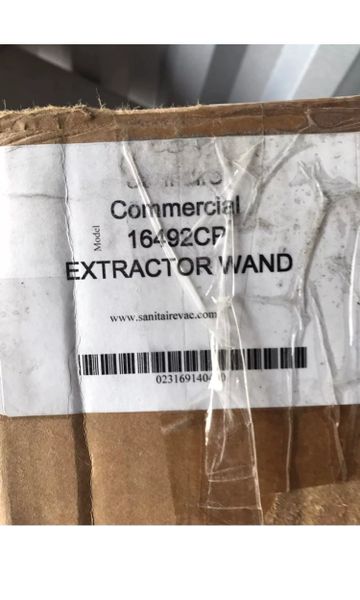 Commercial
Model
16492CP
EXTRACTOR WAND
www.sanitairevac.com